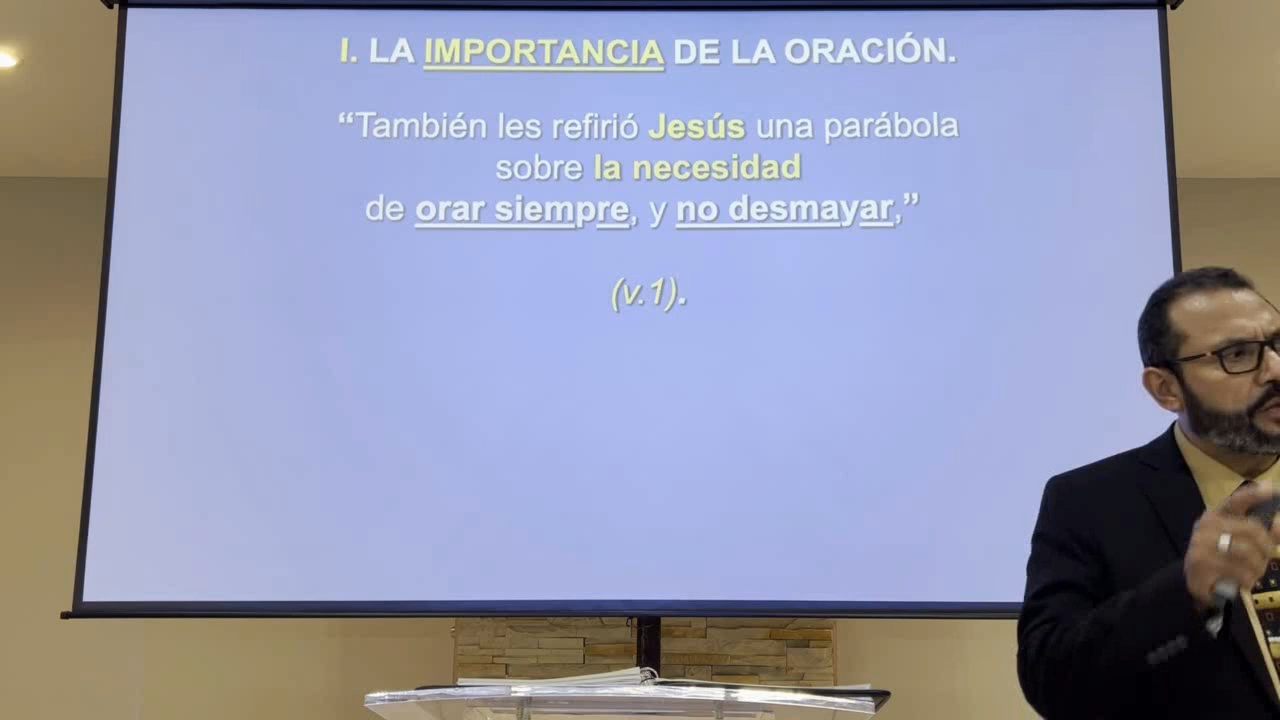 I. LA IMPORTANCIA DE LA ORACIÓN.
“También les refirió Jesús una parábola
sobre la necesidad
de orar siempre, y no desmayar,”
(v.1).